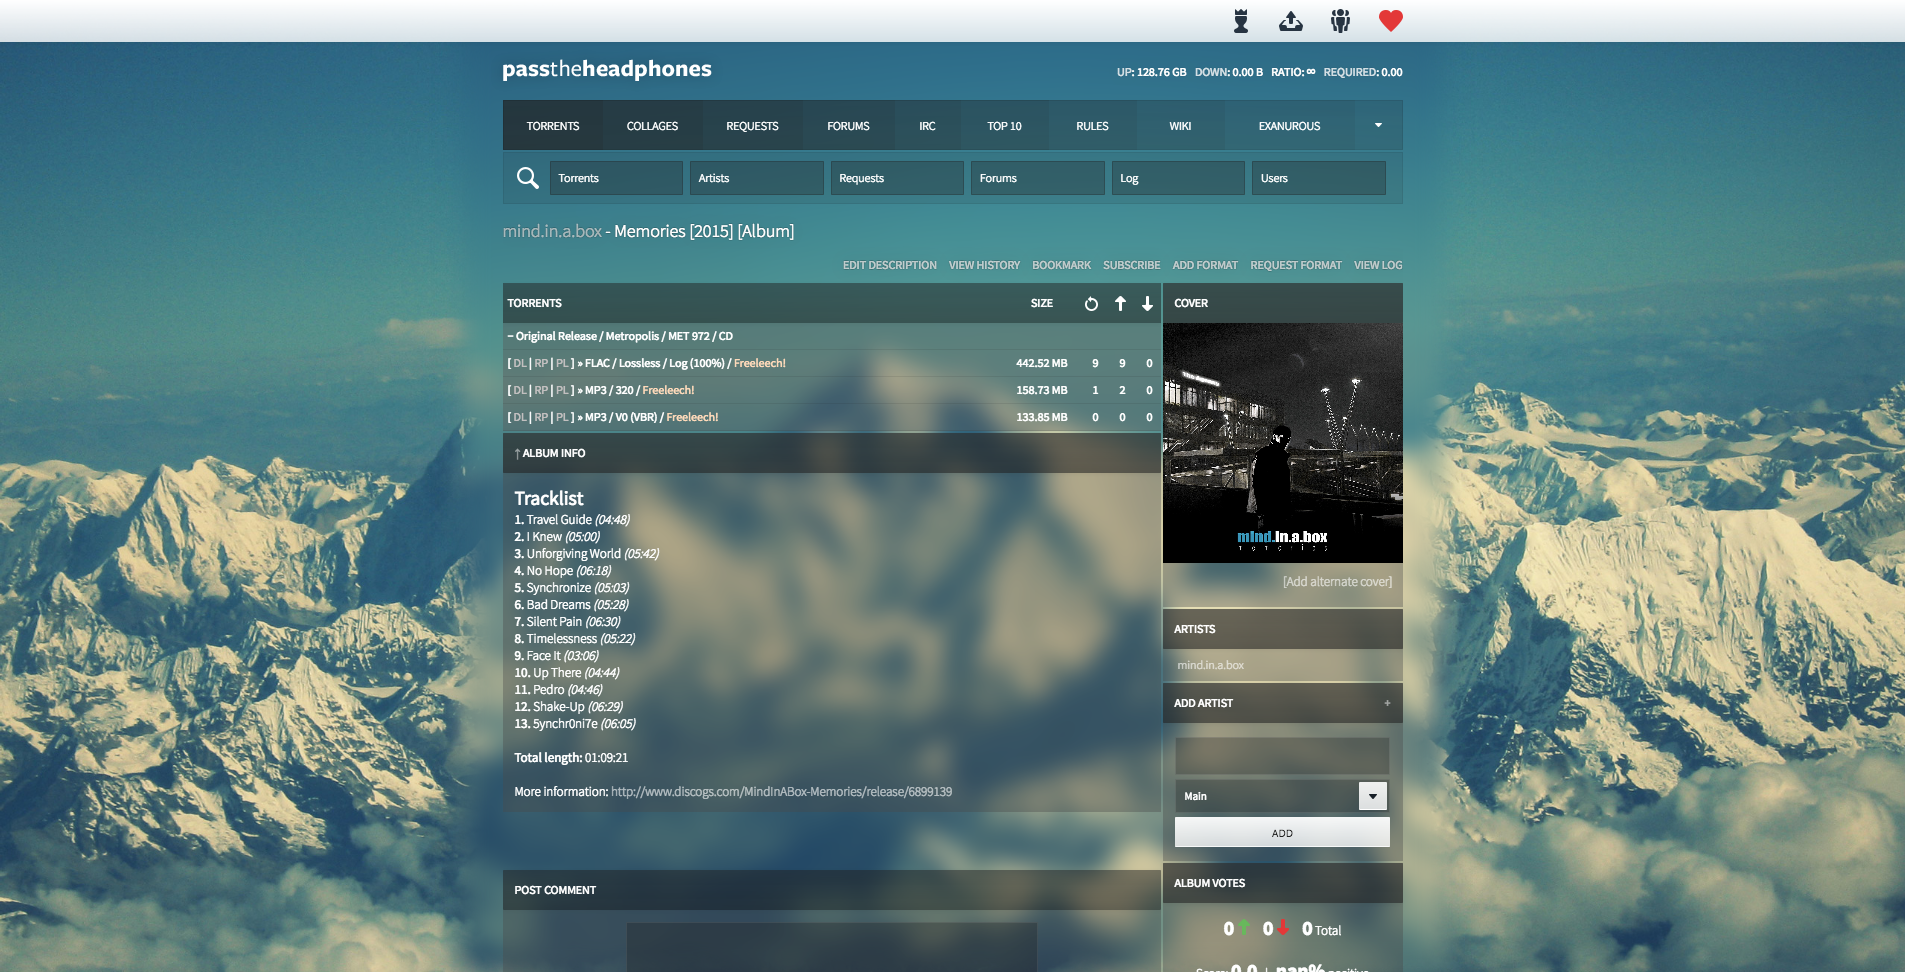 passtheheadphones
UP: 128.76 GB DOWN: 0.00 B RATIO: ∞ REQUIRED: 0.00
TORRENTS COLLAGES REQUESTS FORUMS IRC TOP 10 RULES WIKI EXANUROUS
Torrents Artists Requests Forums Log Users
mind.in.a.box - Memories [2015] [Album]
EDIT DESCRIPTION VIEW HISTORY BOOKMARK SUBSCRIBE ADD FORMAT REQUEST FORMAT VIEW LOG
TORRENTS SIZE
− Original Release / Metropolis / MET 972 / CD
[ DL | RP | PL ] » FLAC / Lossless / Log (100%) / Freeleech! 442.52 MB 9 9 0
[ DL | RP | PL ] » MP3 / 320 / Freeleech! 158.73 MB 1 2 0
[ DL | RP | PL ] » MP3 / V0 (VBR) / Freeleech! 133.85 MB 0 0 0
↑ ALBUM INFO
Tracklist
1. Travel Guide (04:48)
2. I Knew (05:00)
3. Unforgiving World (05:42)
4. No Hope (06:18)
5. Synchronize (05:03)
6. Bad Dreams (05:28)
7. Silent Pain (06:30)
8. Timelessness (05:22)
9. Face It (03:06)
10. Up There (04:44)
11. Pedro (04:46)
12. Shake-Up (06:29)
13. 5ynchr0ni7e (06:05)
Total length: 01:09:21
More information: http://www.discogs.com/MindInABox-Memories/release/6899139
POST COMMENT
COVER
mind.in.a.box
memories
[Add alternate cover]
ARTISTS
mind.in.a.box
ADD ARTIST +
Main
ADD
ALBUM VOTES
0 0 0 Total
Score: 0.0 | nan% positive